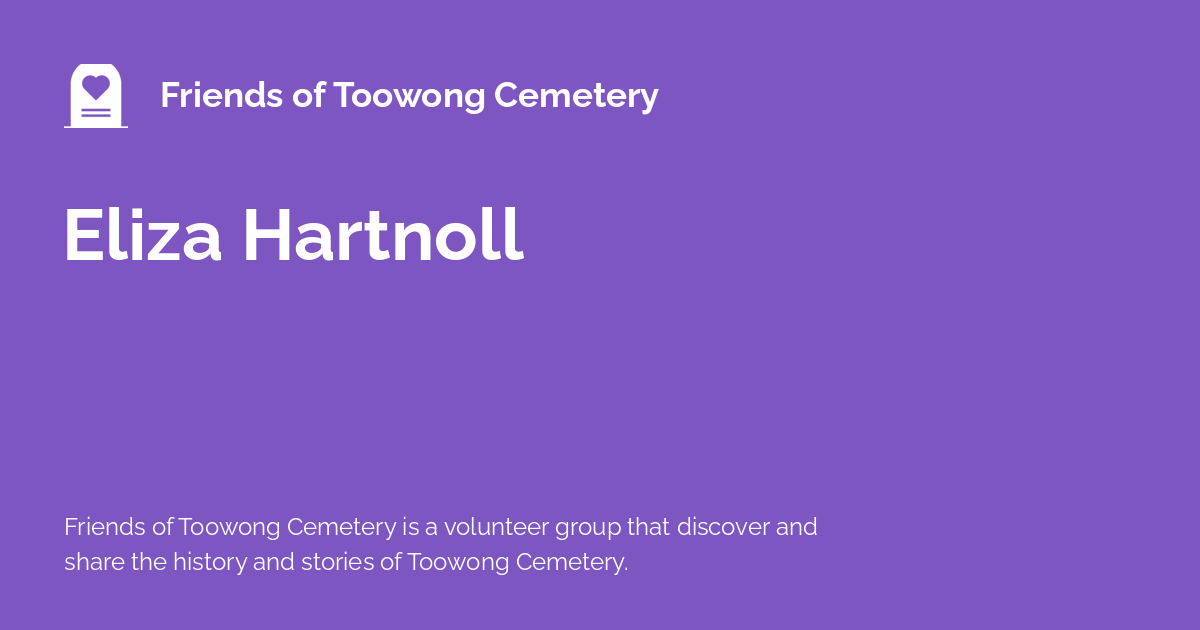 Friends of Toowong Cemetery
Eliza Hartnoll
Friends of Toowong Cemetery is a volunteer group that discover and
share the history and stories of Toowong Cemetery.